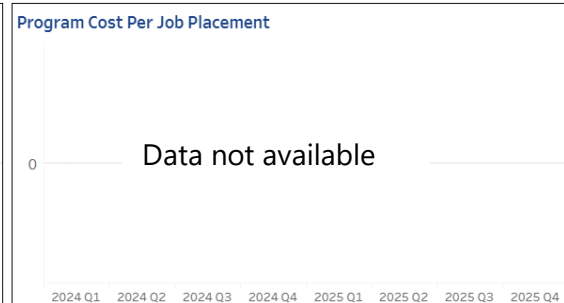 Program Cost Per Job Placement
0
Data not available
2024 Q1 2024 Q2 2024 Q3 2024 Q4 2025 Q1 2025 Q2 2025 Q3 2025 Q4